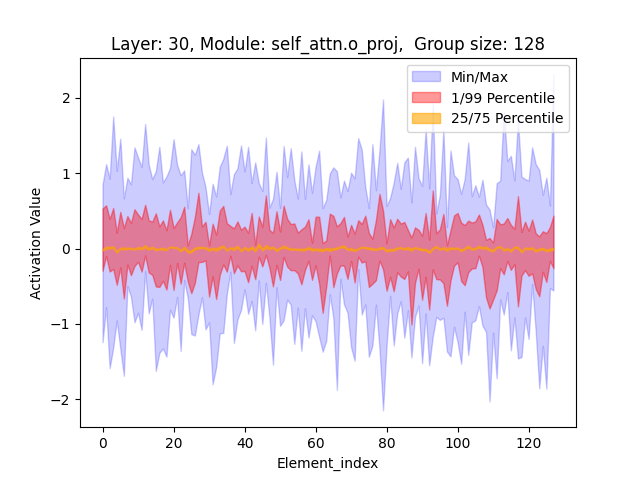 Layer: 30, Module: self_attn.o_proj,  Group size: 128
Min/Max
1/99 Percentile
25/75 Percentile
Activation Value
2
1
0
−1
−2
0 20 40 60 80 100 120
Element_index